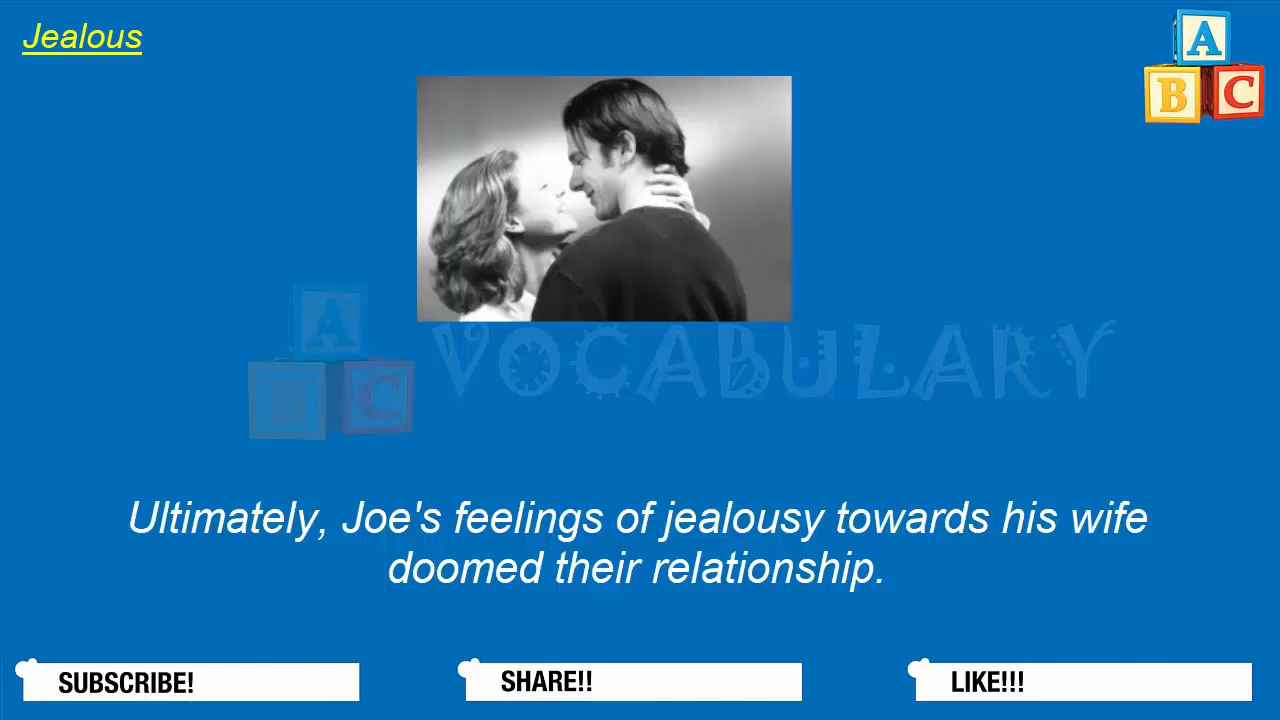 Jealous
A
B C
A
B C
VOCABULARY
Ultimately, Joe's feelings of jealousy towards his wife
doomed their relationship.
SUBSCRIBE!
SHARE!!
LIKE!!!